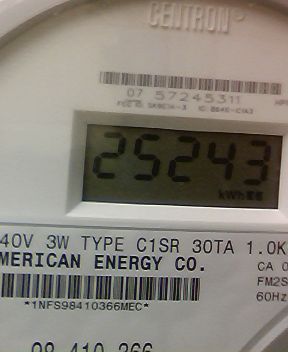 CENTRON
07 57245311
25243
kWh
40V 3W TYPE C1SR 30TA 1.0K
MERICAN ENERGY CO.
CA 0
FM2S
*1NFS98410366MEC*
60Hz
98 410 366